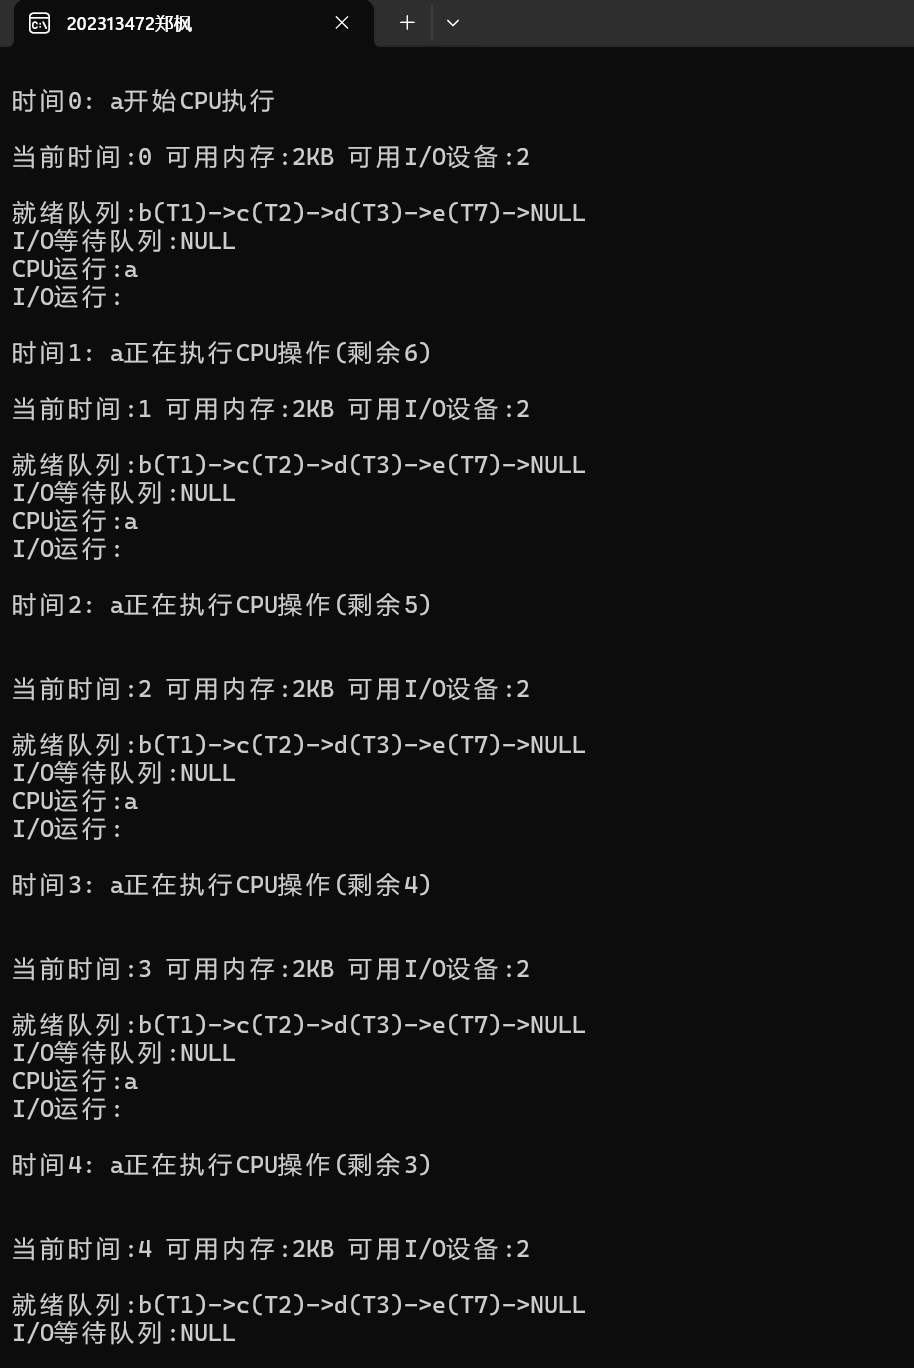 202313472郑枫
时间0: a开始CPU执行
当前时间:0 可用内存:2KB 可用I/O设备:2
就绪队列:b(T1)->c(T2)->d(T3)->e(T7)->NULL
I/O等待队列:NULL
CPU运行:a
I/O运行:
时间1: a正在执行CPU操作(剩余6)
当前时间:1 可用内存:2KB 可用I/O设备:2
就绪队列:b(T1)->c(T2)->d(T3)->e(T7)->NULL
I/O等待队列:NULL
CPU运行:a
I/O运行:
时间2: a正在执行CPU操作(剩余5)
当前时间:2 可用内存:2KB 可用I/O设备:2
就绪队列:b(T1)->c(T2)->d(T3)->e(T7)->NULL
I/O等待队列:NULL
CPU运行:a
I/O运行:
时间3: a正在执行CPU操作(剩余4)
当前时间:3 可用内存:2KB 可用I/O设备:2
就绪队列:b(T1)->c(T2)->d(T3)->e(T7)->NULL
I/O等待队列:NULL
CPU运行:a
I/O运行:
时间4: a正在执行CPU操作(剩余3)
当前时间:4 可用内存:2KB 可用I/O设备:2
就绪队列:b(T1)->c(T2)->d(T3)->e(T7)->NULL
I/O等待队列:NULL